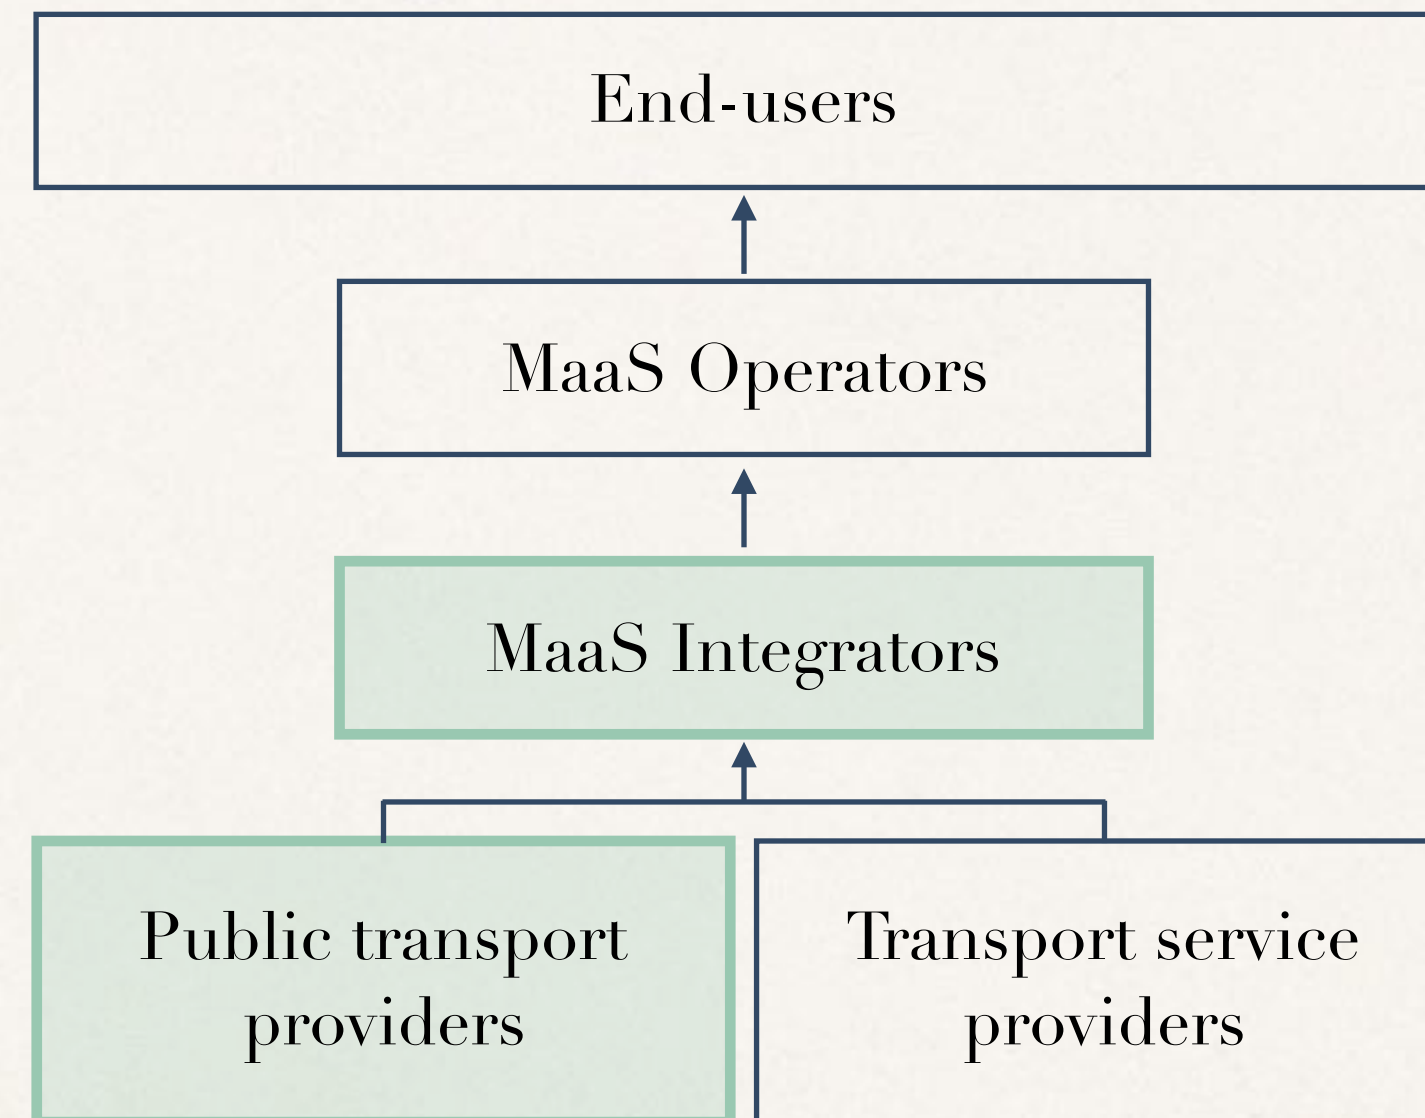 End-users
MaaS Operators
MaaS Integrators
Public transport
providers
Transport service
providers